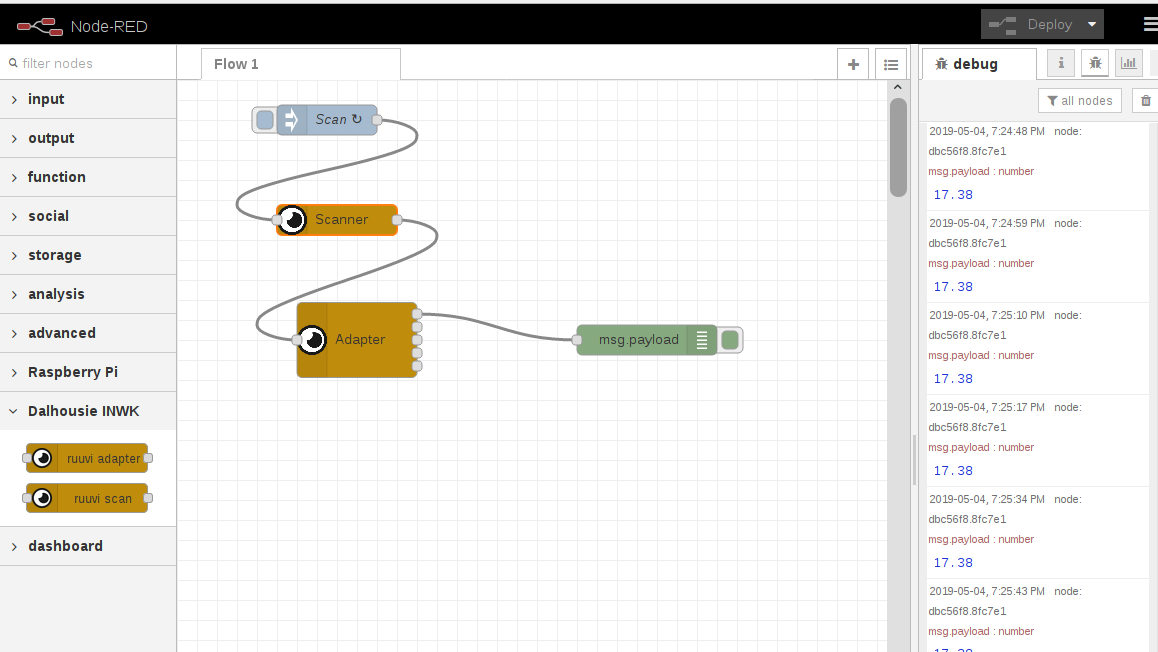 Node-RED
Deploy
filter nodes
input
output
function
social
storage
analysis
advanced
Raspberry Pi
Dalhousie INWK
ruuvi adapter
ruuvi scan
dashboard
Flow 1
Scan ↻
Scanner
Adapter
msg.payload
debug
i
all nodes
2019-05-04, 7:24:48 PM node:
dbc56f8.8fc7e1
msg.payload : number
17.38
2019-05-04, 7:24:59 PM node:
dbc56f8.8fc7e1
msg.payload : number
17.38
2019-05-04, 7:25:10 PM node:
dbc56f8.8fc7e1
msg.payload : number
17.38
2019-05-04, 7:25:17 PM node:
dbc56f8.8fc7e1
msg.payload : number
17.38
2019-05-04, 7:25:34 PM node:
dbc56f8.8fc7e1
msg.payload : number
17.38
2019-05-04, 7:25:43 PM node:
dbc56f8.8fc7e1
msg.payload : number